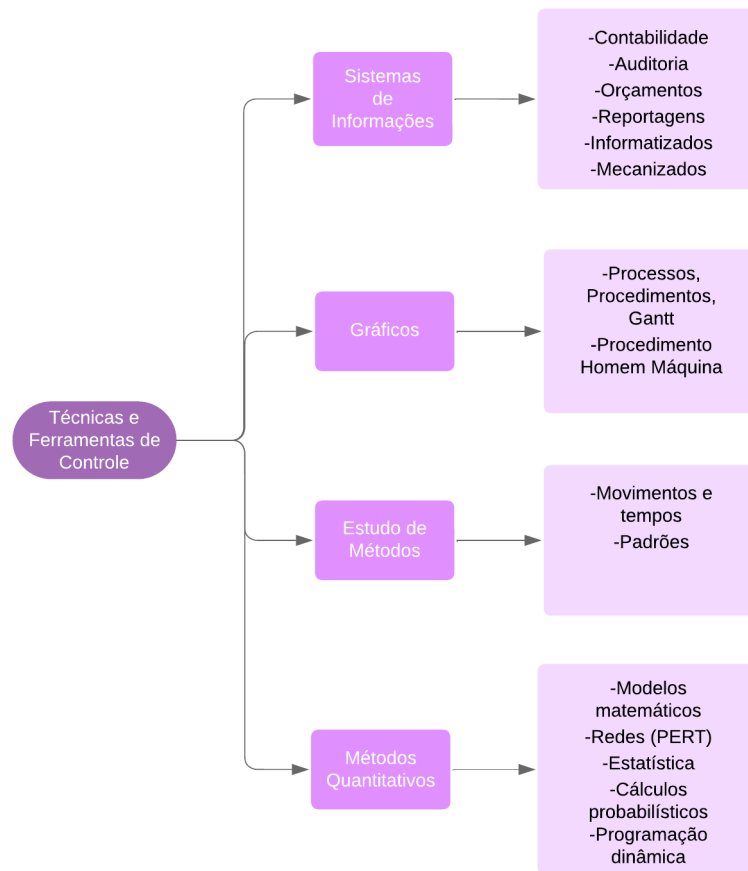 Técnicas e
Ferramentas de
Controle
Sistemas
de
Informações
-Contabilidade
-Auditoria
-Orçamentos
-Reportagens
-Informatizados
-Mecanizados
Gráficos
-Processos,
Procedimentos,
Gantt
-Procedimento
Homem Máquina
Estudo de
Métodos
-Movimentos e
tempos
-Padrões
Métodos
Quantitativos
-Modelos
matemáticos
-Redes (PERT)
-Estatística
-Cálculos
probabilísticos
-Programação
dinâmica